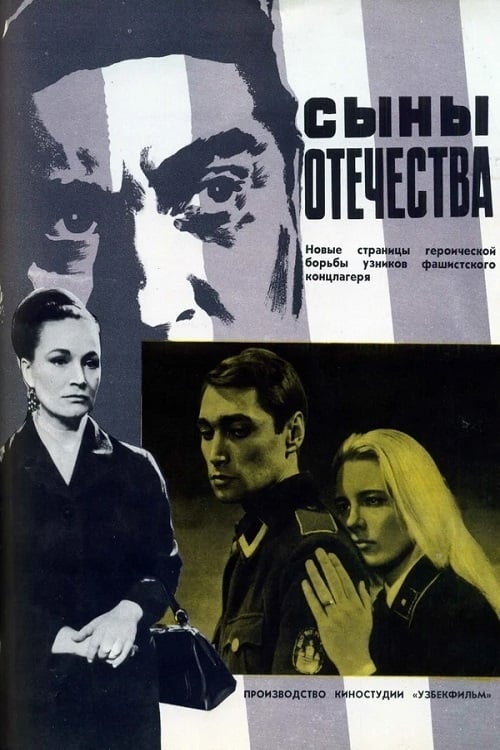 СЫНЫ
ОТЕЧЕСТВА
Новые страницы героической
борьбы узников фашистского
концлагеря
ПРОИЗВОДСТВО КИНОСТУДИИ «УЗБЕКФИЛЬМ»